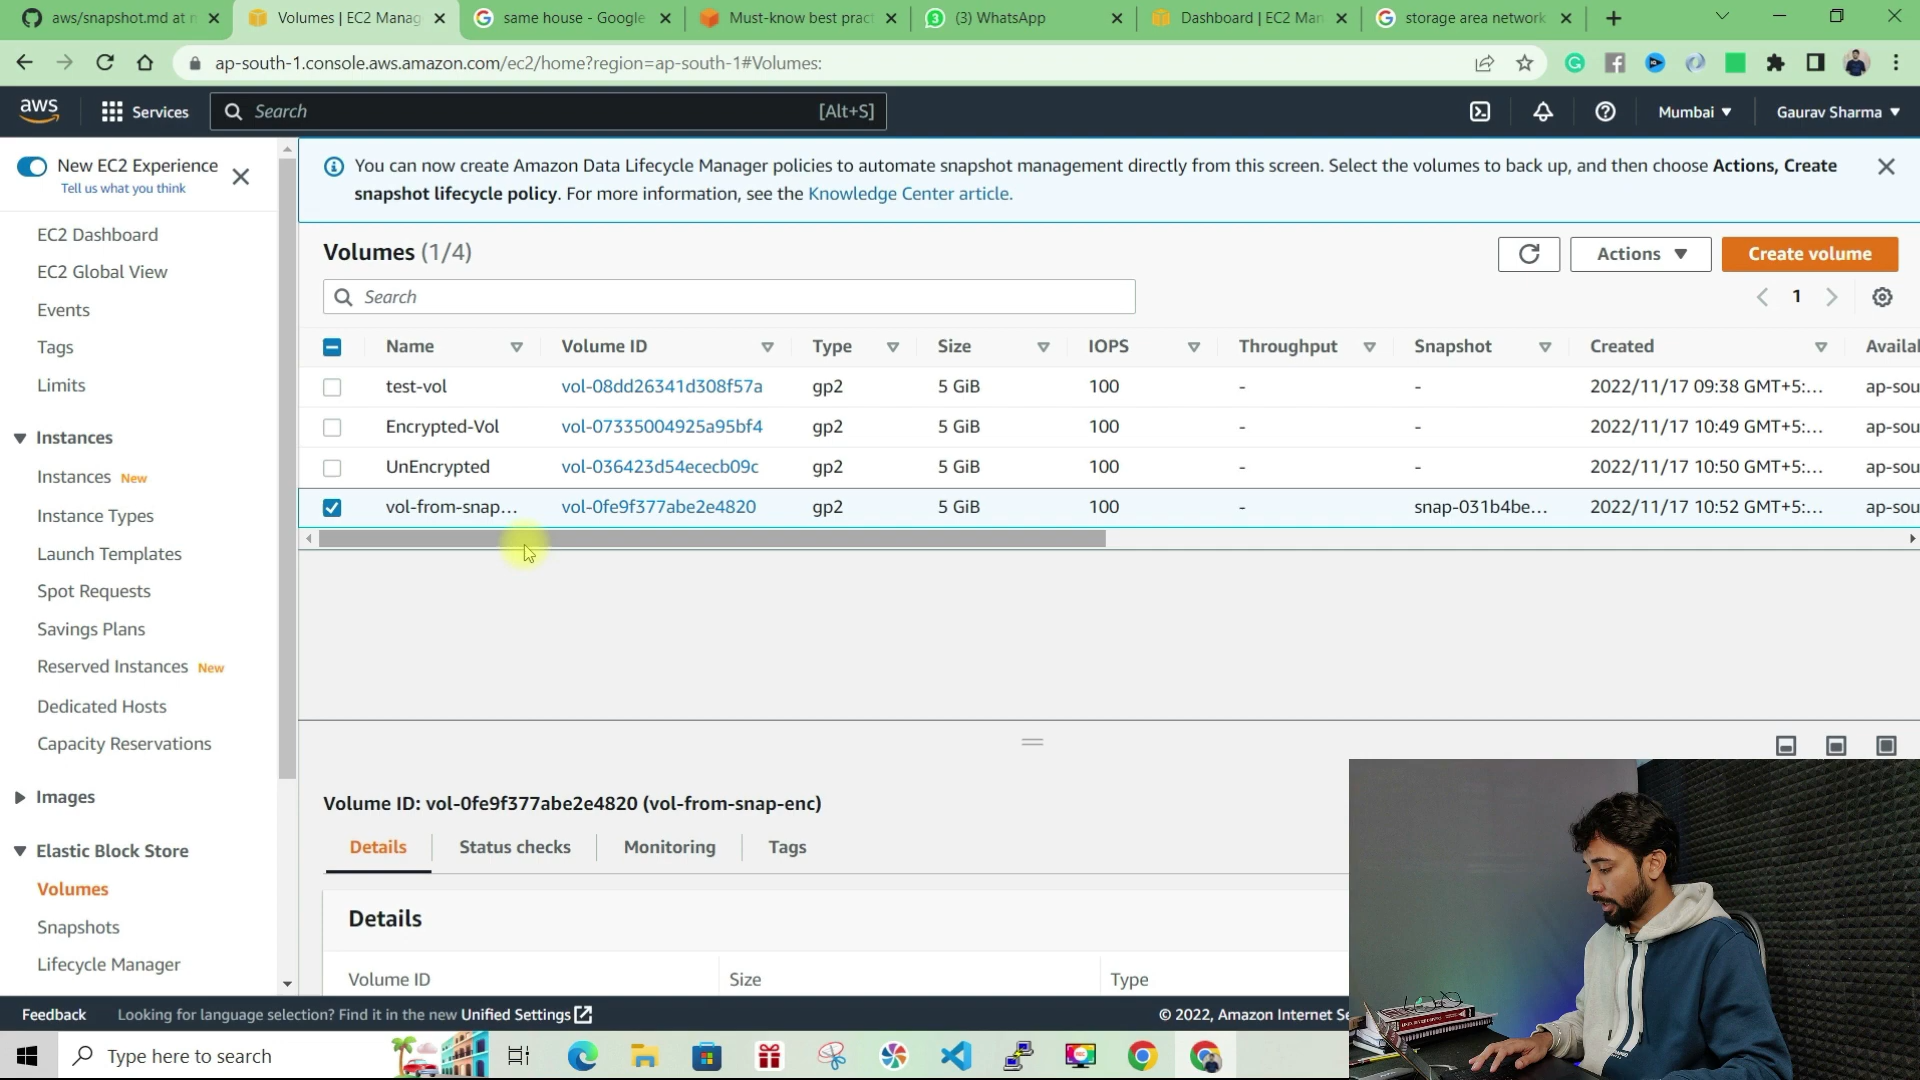 aws/snapshot.md at n
Volumes | EC2 Manag
same house - Google
Must-know best pract
(3) WhatsApp
Dashboard | EC2 Man
storage area network
ap-south-1.console.aws.amazon.com/ec2/home?region=ap-south-1#Volumes:
aws
Services
Search
[Alt+S]
Mumbai
Gaurav Sharma
New EC2 Experience
Tell us what you think
EC2 Dashboard
EC2 Global View
Events
Tags
Limits
Instances
Instances New
Instance Types
Launch Templates
Spot Requests
Savings Plans
Reserved Instances New
Dedicated Hosts
Capacity Reservations
Images
Elastic Block Store
Volumes
Snapshots
Lifecycle Manager
You can now create Amazon Data Lifecycle Manager policies to automate snapshot management directly from this screen. Select the volumes to back up, and then choose Actions, Create
snapshot lifecycle policy. For more information, see the Knowledge Center article.
Volumes (1/4)
Actions
Create volume
Search
1
Name Volume ID Type Size IOPS Throughput Snapshot Created Availal
test-vol vol-08dd26341d308f57a gp2 5 GiB 100 - - 2022/11/17 09:38 GMT+5:... ap-sou
Encrypted-Vol vol-07335004925a95bf4 gp2 5 GiB 100 - - 2022/11/17 10:49 GMT+5:... ap-sou
UnEncrypted vol-036423d54ececb09c gp2 5 GiB 100 - - 2022/11/17 10:50 GMT+5:... ap-sou
vol-from-snap... vol-0fe9f377abe2e4820 gp2 5 GiB 100 - snap-031b4be... 2022/11/17 10:52 GMT+5:... ap-sou
Volume ID: vol-0fe9f377abe2e4820 (vol-from-snap-enc)
Details
Status checks
Monitoring
Tags
Details
Volume ID
Size
Type
Feedback
Looking for language selection? Find it in the new Unified Settings
© 2022, Amazon Internet Se
Type here to search